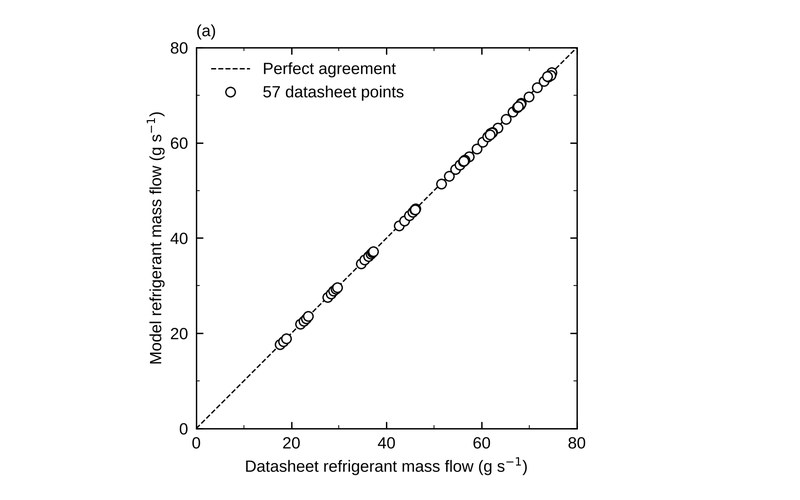 (a)
80
Perfect agreement
57 datasheet points
60
40
20
0
Model refrigerant mass flow (g s⁻¹)
0 20 40 60 80
Datasheet refrigerant mass flow (g s⁻¹)